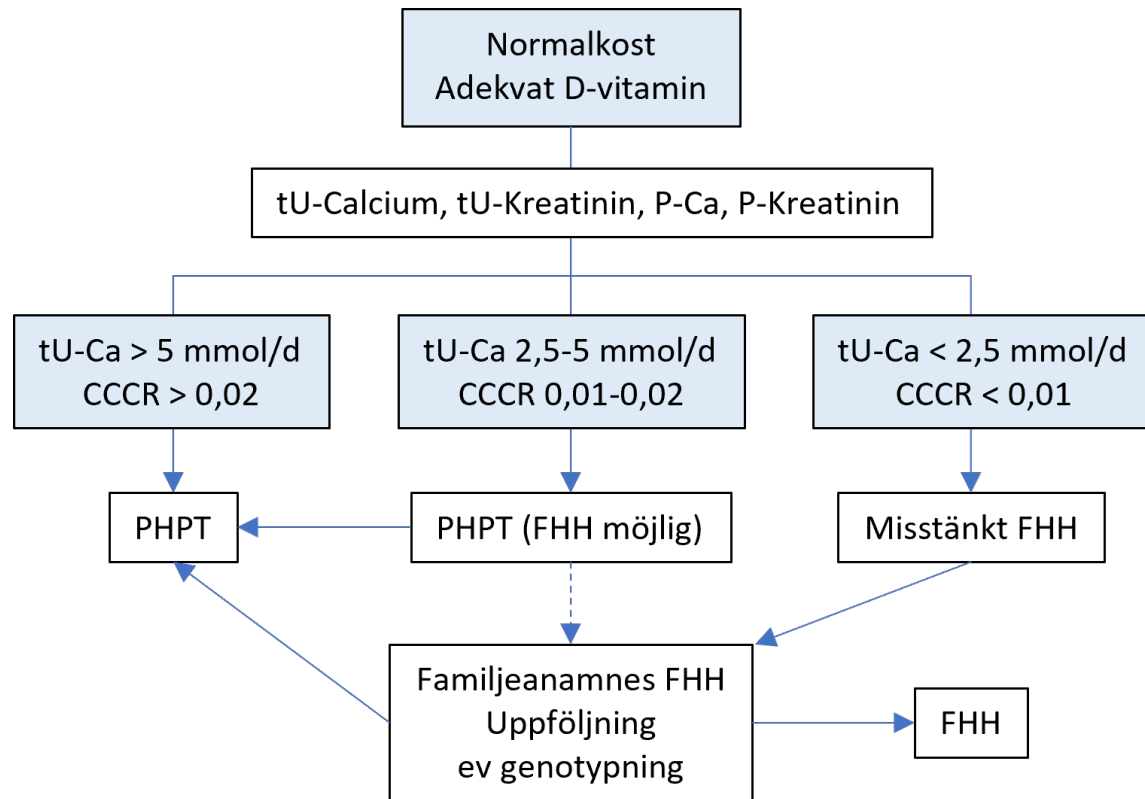 Normalkost
Adekvat D-vitamin
tU-Calcium, tU-Kreatinin, P-Ca, P-Kreatinin
tU-Ca > 5 mmol/d
CCCR > 0,02
tU-Ca 2,5-5 mmol/d
CCCR 0,01-0,02
tU-Ca < 2,5 mmol/d
CCCR < 0,01
PHPT
PHPT (FHH möjlig)
Misstänkt FHH
Familjeanamnes FHH
Uppföljning
ev genotypning
FHH